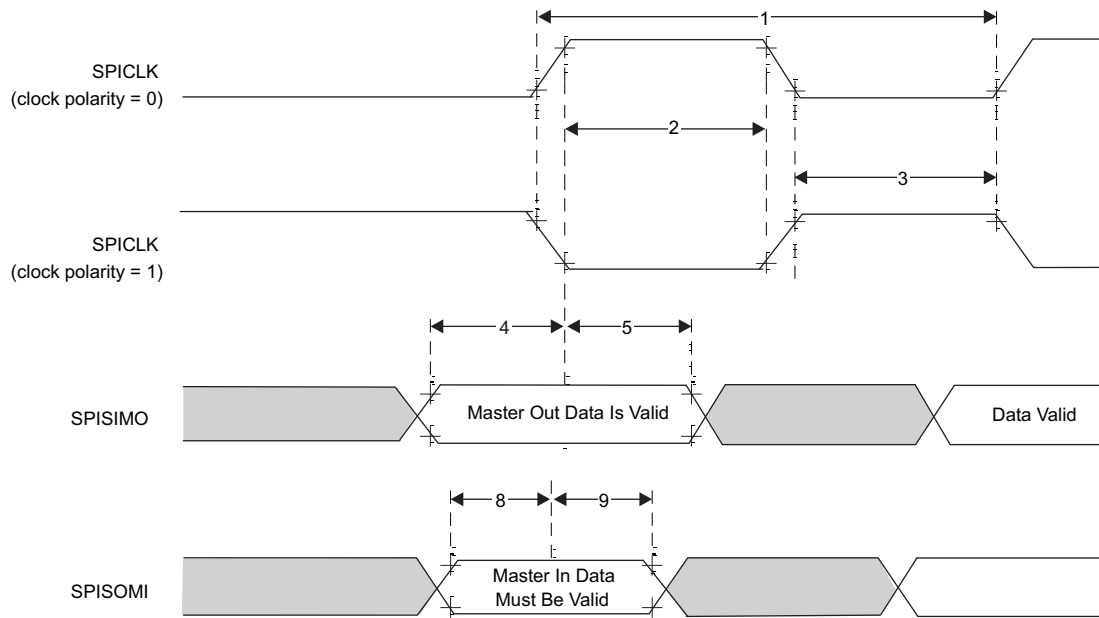 1
SPICLK
(clock polarity = 0)
2
3
SPICLK
(clock polarity = 1)
4
5
SPISIMO
Master Out Data Is Valid
Data Valid
8
9
SPISOMI
Master In Data
Must Be Valid